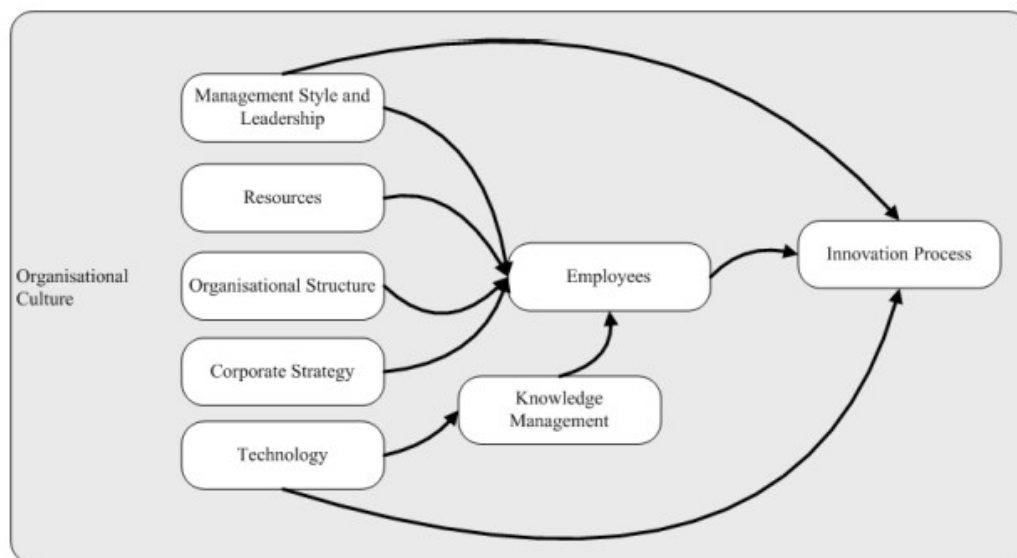 Management Style and
Leadership
Resources
Organisational Structure
Corporate Strategy
Technology
Organisational
Culture
Employees
Knowledge
Management
Innovation Process